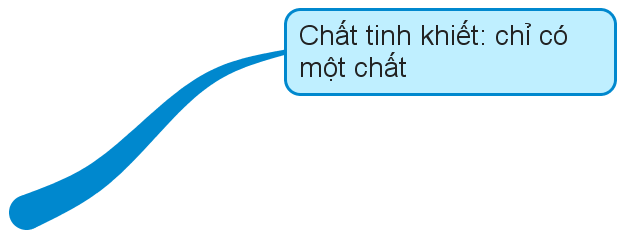 Chất tinh khiết: chỉ có
một chất